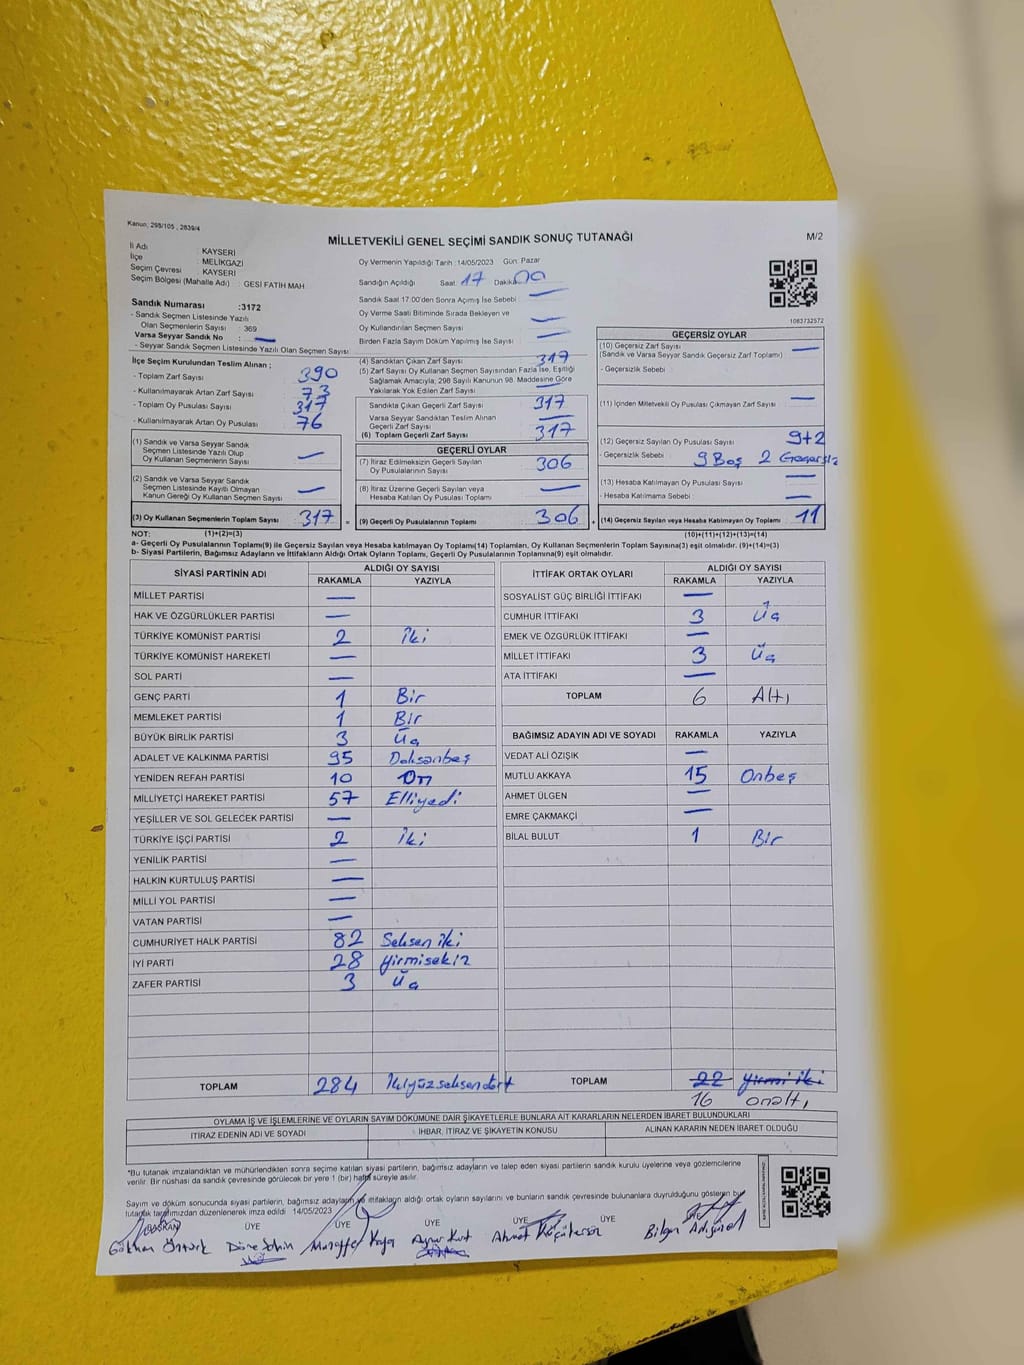 Kanun; 298/105 , 2839/4
MİLLETVEKİLİ GENEL SEÇİMİ SANDIK SONUÇ TUTANAĞI
M/2
İl Adı KAYSERİ
İlçe MELİKGAZİ
Seçim Çevresi KAYSERİ
Seçim Bölgesi (Mahalle Adı) : GESİ FATİH MAH
Oy Vermenin Yapıldığı Tarih :14/05/2023 Gün: Pazar
Sandığın Açıldığı Saat: 17 Dakika: 00
Sandık Saat 17:00'den Sonra Açımış İse Sebebi —
Oy Verme Saati Bitiminde Sırada Bekleyen ve
Oy Kullandırılan Seçmen Sayısı —
Birden Fazla Sayım Döküm Yapılmış İse Sayısı —
1083732572
Sandık Numarası :3172
- Sandık Seçmen Listesinde Yazılı
Olan Seçmenlerin Sayısı : 369
Varsa Seyyar Sandık No : —
- Seyyar Sandık Seçmen Listesinde Yazılı Olan Seçmen Sayısı
İlçe Seçim Kurulundan Teslim Alınan ;
- Toplam Zarf Sayısı 390
- Kullanılmayarak Artan Zarf Sayısı 73
- Toplam Oy Pusulası Sayısı 317
- Kullanılmayarak Artan Oy Pusulası 76
(1) Sandık ve Varsa Seyyar Sandık
Seçmen Listesinde Yazılı Olup
Oy Kullanan Seçmenlerin Sayısı —
(2) Sandık ve Varsa Seyyar Sandık
Seçmen Listesinde Kayıtlı Olmayan
Kanun Gereği Oy Kullanan Seçmen Sayısı —
(3) Oy Kullanan Seçmenlerin Toplam Sayısı 317 =
(4) Sandıktan Çıkan Zarf Sayısı 317
(5) Zarf Sayısı Oy Kullanan Seçmen Sayısından Fazla İse, Eşitliği
Sağlamak Amacıyla; 298 Sayılı Kanunun 98. Maddesine Göre
Yakılarak Yok Edilen Zarf Sayısı —
Sandıkta Çıkan Geçerli Zarf Sayısı 317
Varsa Seyyar Sandıktan Teslim Alınan
Geçerli Zarf Sayısı —
(6) Toplam Geçerli Zarf Sayısı 317
GEÇERLİ OYLAR
(7) İtiraz Edilmeksizin Geçerli Sayılan
Oy Pusulalarının Sayısı 306
(8) İtiraz Üzerine Geçerli Sayılan veya
Hesaba Katılan Oy Pusulası Toplamı —
(9) Geçerli Oy Pusulalarının Toplamı 306 +
GEÇERSİZ OYLAR
(10) Geçersiz Zarf Sayısı —
(Sandık ve Varsa Seyyar Sandık Geçersiz Zarf Toplamı)
- Geçersizlik Sebebi :
(11) İçinden Milletvekili Oy Pusulası Çıkmayan Zarf Sayısı —
(12) Geçersiz Sayılan Oy Pusulası Sayısı 9+2
- Geçersizlik Sebebi : 9 Boş 2 Geçersiz
(13) Hesaba Katılmayan Oy Pusulası Sayısı —
- Hesaba Katılmama Sebebi : —
(14) Geçersiz Sayılan veya Hesaba Katılmayan Oy Toplamı 11
NOT: (1)+(2)=(3) (10)+(11)+(12)+(13)=(14)
a- Geçerli Oy Pusulalarının Toplamı(9) ile Geçersiz Sayılan veya Hesaba katılmayan Oy Toplamı(14) Toplamları, Oy Kullanan Seçmenlerin Toplam Sayısına(3) eşit olmalıdır. (9)+(14)=(3)
b- Siyasi Partilerin, Bağımsız Adayların ve İttifakların Aldığı Ortak Oyların Toplamı, Geçerli Oy Pusulalarının Toplamına(9) eşit olmalıdır.
SİYASİ PARTİNİN ADI ALDIĞI OY SAYISI
RAKAMLA YAZIYLA
MİLLET PARTİSİ —
HAK VE ÖZGÜRLÜKLER PARTİSİ —
TÜRKİYE KOMÜNİST PARTİSİ 2 İki
TÜRKİYE KOMÜNİST HAREKETİ —
SOL PARTİ —
GENÇ PARTİ 1 Bir
MEMLEKET PARTİSİ 1 Bir
BÜYÜK BİRLİK PARTİSİ 3 Üç
ADALET VE KALKINMA PARTİSİ 95 Doksanbeş
YENİDEN REFAH PARTİSİ 10 On
MİLLİYETÇİ HAREKET PARTİSİ 57 Elliyedi
YEŞİLLER VE SOL GELECEK PARTİSİ —
TÜRKİYE İŞÇİ PARTİSİ 2 İki
YENİLİK PARTİSİ —
HALKIN KURTULUŞ PARTİSİ —
MİLLİ YOL PARTİSİ —
VATAN PARTİSİ —
CUMHURİYET HALK PARTİSİ 82 Seksen iki
İYİ PARTİ 28 Yirmisekiz
ZAFER PARTİSİ 3 Üç
TOPLAM 284 İkiyüzseksendört
İTTİFAK ORTAK OYLARI ALDIĞI OY SAYISI
RAKAMLA YAZIYLA
SOSYALİST GÜÇ BİRLİĞİ İTTİFAKI —
CUMHUR İTTİFAKI 3 Üç
EMEK VE ÖZGÜRLÜK İTTİFAKI —
MİLLET İTTİFAKI 3 Üç
ATA İTTİFAKI —
TOPLAM 6 Altı
BAĞIMSIZ ADAYIN ADI VE SOYADI RAKAMLA YAZIYLA
VEDAT ALİ ÖZIŞIK —
MUTLU AKKAYA 15 Onbeş
AHMET ÜLGEN —
EMRE ÇAKMAKÇİ —
BİLAL BULUT 1 Bir
TOPLAM 22 Yirmi iki
16 onaltı
OYLAMA İŞ VE İŞLEMLERİNE VE OYLARIN SAYIM DÖKÜMÜNE DAİR ŞİKAYETLERLE BUNLARA AİT KARARLARIN NELERDEN İBARET BULUNDUKLARI
İTİRAZ EDENİN ADI VE SOYADI İHBAR, İTİRAZ VE ŞİKAYETİN KONUSU ALINAN KARARIN NEDEN İBARET OLDUĞU
*Bu tutanak imzalandıktan ve mühürlendikten sonra seçime katılan siyasi partilerin, bağımsız adayların ve talep eden siyasi partilerin sandık kurulu üyelerine veya gözlemcilerine
verilir. Bir nüshası da sandık çevresinde görülecek bir yere 1 (bir) hafta süreyle asılır.
Sayım ve döküm sonucunda siyasi partilerin, bağımsız adayların ve ittifakların aldığı ortak oyların sayılarını ve bunların sandık çevresinde bulunanlara duyrulduğunu gösteren bu
tutanak tarafımızdan düzenlenerek imza edildi 14/05/2023
BAŞKAN ÜYE ÜYE ÜYE ÜYE ÜYE ÜYE
Gökhan Öztürk Döne Şahin Muzaffer Kaya Aynur Kurt Ahmet Bilgen